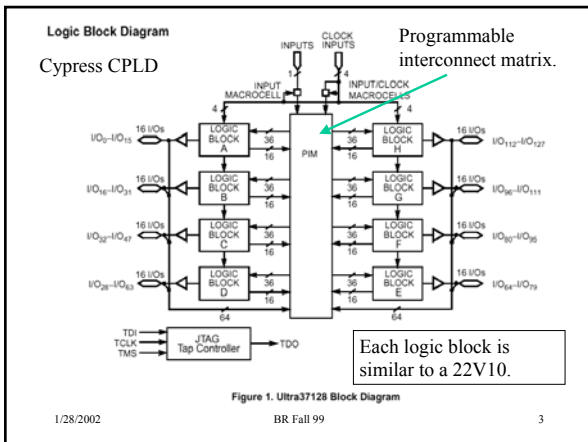 Logic Block Diagram
Cypress CPLD
INPUTS
CLOCK
INPUTS
Programmable
interconnect matrix.
1
4
INPUT
MACROCELL
INPUT/CLOCK
MACROCELLS
4
4
16 I/Os
I/O0–I/O15
LOGIC
BLOCK
A
36
16
PIM
36
16
LOGIC
BLOCK
H
16 I/Os
I/O112–I/O127
16 I/Os
I/O16–I/O31
LOGIC
BLOCK
B
36
16
36
16
LOGIC
BLOCK
G
16 I/Os
I/O96–I/O111
16 I/Os
I/O32–I/O47
LOGIC
BLOCK
C
36
16
36
16
LOGIC
BLOCK
F
16 I/Os
I/O80–I/O95
16 I/Os
I/O28–I/O63
LOGIC
BLOCK
D
36
16
36
16
LOGIC
BLOCK
E
16 I/Os
I/O64–I/O79
64
64
TDI
TCLK
TMS
JTAG
Tap Controller
TDO
Each logic block is
similar to a 22V10.
Figure 1. Ultra37128 Block Diagram
1/28/2002 BR Fall 99 3